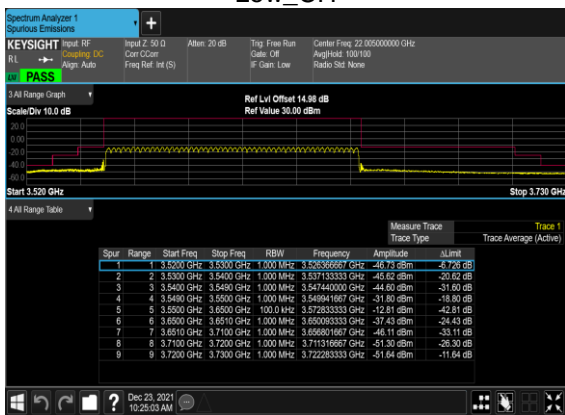 Spectrum Analyzer 1
Spurious Emissions
KEYSIGHT Input: RF Input Z: 50 Ω Atten: 20 dB Trig: Free Run Center Freq: 22.005000000 GHz
R L Coupling: DC Corr CCorr Gate: Off Avg|Hold: 100/100
Align: Auto Freq Ref: Int (S) IF Gain: Low Radio Std: None
PASS
3 All Range Graph
Ref Lvl Offset 14.98 dB
Scale/Div 10.0 dB Ref Value 30.00 dBm
20.0
0.00
-20.0
-40.0
-60.0
Start 3.520 GHz Stop 3.730 GHz
4 All Range Table
Measure Trace Trace 1
Trace Type Trace Average (Active)
Spur Range Start Freq Stop Freq RBW Frequency Amplitude ΔLimit
1 1 3.5200 GHz 3.5300 GHz 1.000 MHz 3.526366667 GHz -46.73 dBm -6.726 dB
2 2 3.5300 GHz 3.5400 GHz 1.000 MHz 3.537133333 GHz -45.62 dBm -20.62 dB
3 3 3.5400 GHz 3.5490 GHz 1.000 MHz 3.547440000 GHz -44.60 dBm -31.60 dB
4 4 3.5490 GHz 3.5500 GHz 1.000 MHz 3.549941667 GHz -31.80 dBm -18.80 dB
5 5 3.5500 GHz 3.6500 GHz 100.0 kHz 3.572833333 GHz -12.81 dBm -42.81 dB
6 6 3.6500 GHz 3.6510 GHz 1.000 MHz 3.650093333 GHz -37.43 dBm -24.43 dB
7 7 3.6510 GHz 3.7100 GHz 1.000 MHz 3.656801667 GHz -46.11 dBm -33.11 dB
8 8 3.7100 GHz 3.7200 GHz 1.000 MHz 3.711316667 GHz -51.30 dBm -26.30 dB
9 9 3.7200 GHz 3.7300 GHz 1.000 MHz 3.722283333 GHz -51.64 dBm -11.64 dB
Dec 23, 2021
10:25:03 AM